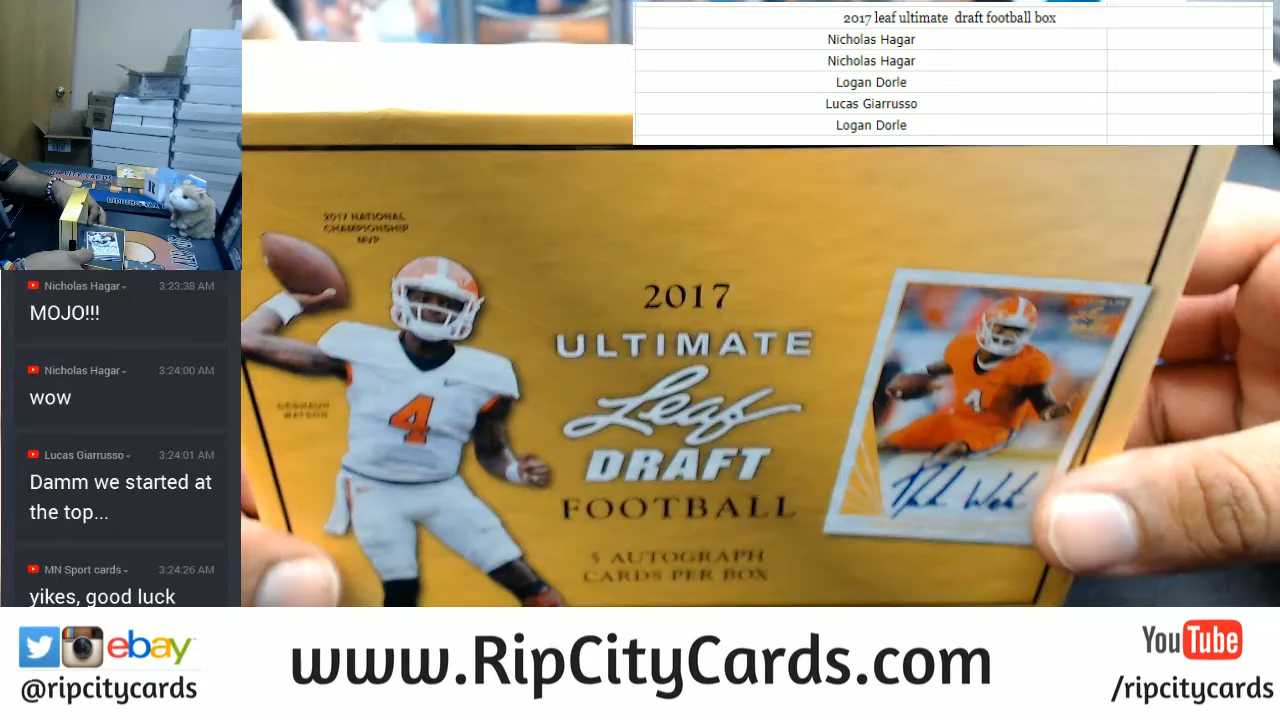 2017 leaf ultimate draft football box
Nicholas Hagar
Nicholas Hagar
Logan Dorle
Lucas Giarrusso
Logan Dorle
Nicholas Hagar
3:23:38 AM
MOJO!!!
Nicholas Hagar
3:24:00 AM
wow
Lucas Giarrusso
3:24:01 AM
Damm we started at
the top...
MN Sport cards
3:24:26 AM
yikes, good luck
2017 NATIONAL
CHAMPIONSHIP
MVP
4
DESHAUN
WATSON
2017
ULTIMATE
Leaf
DRAFT
FOOTBALL
5 AUTOGRAPH
CARDS PER BOX
4
ebay
@ripcitycards
www.RipCityCards.com
YouTube
/ripcitycards